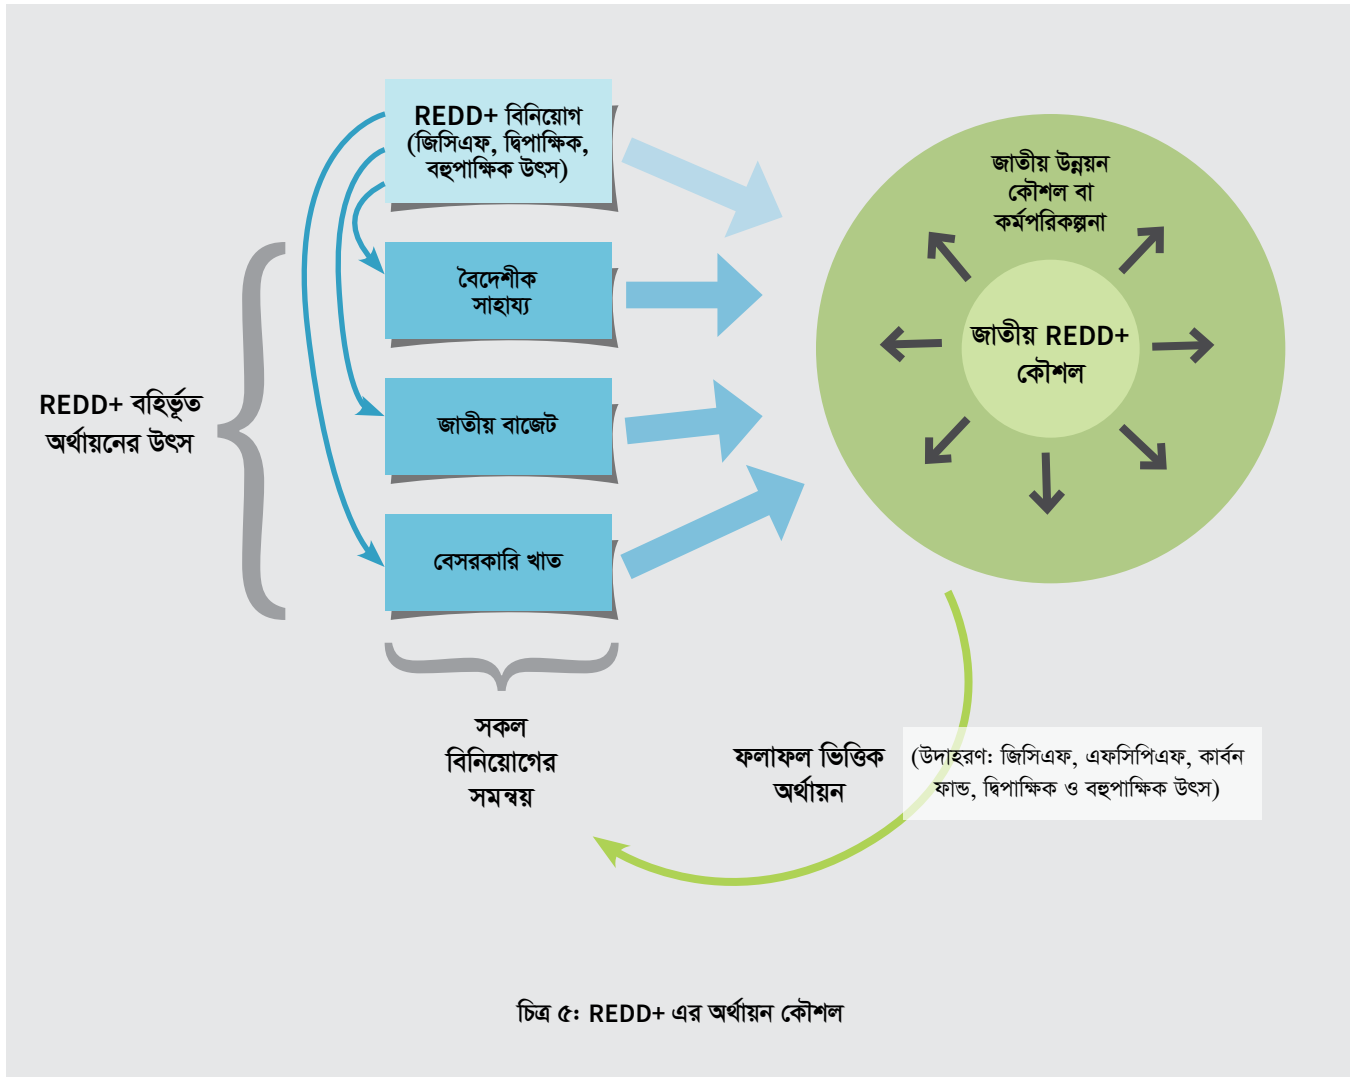 REDD+ বিনিয়োগ
(জিসিএফ, দ্বিপাক্ষিক,
বহুপাক্ষিক উৎস)
বৈদেশীক
সাহায্য
জাতীয় বাজেট
বেসরকারি খাত
REDD+ বহির্ভূত
অর্থায়নের উৎস
জাতীয় উন্নয়ন
কৌশল বা
কর্মপরিকল্পনা
জাতীয় REDD+
কৌশল
সকল
বিনিয়োগের
সমন্বয়
ফলাফল ভিত্তিক
অর্থায়ন
(উদাহরণ: জিসিএফ, এফসিপিএফ, কার্বন
ফান্ড, দ্বিপাক্ষিক ও বহুপাক্ষিক উৎস)
চিত্র ৫: REDD+ এর অর্থায়ন কৌশল